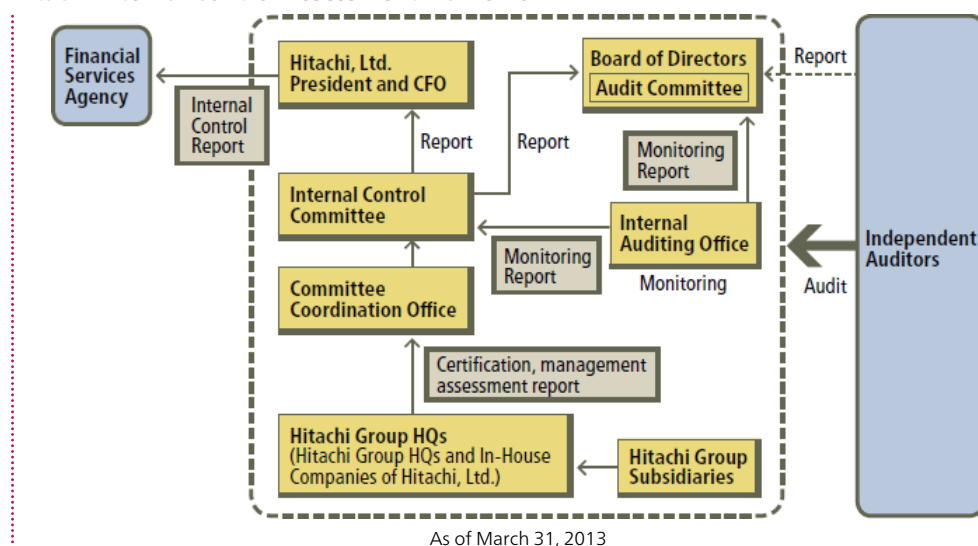 Financial
Services
Agency
Hitachi, Ltd.
President and CFO
Board of Directors
Audit Committee
Report
Internal
Control
Report
Report
Report
Monitoring
Report
Internal Control
Committee
Internal
Auditing Office
Monitoring
Report
Monitoring
Independent
Auditors
Audit
Committee
Coordination Office
Certification, management
assessment report
Hitachi Group HQs
(Hitachi Group HQs and In-House
Companies of Hitachi, Ltd.)
Hitachi Group
Subsidiaries
As of March 31, 2013